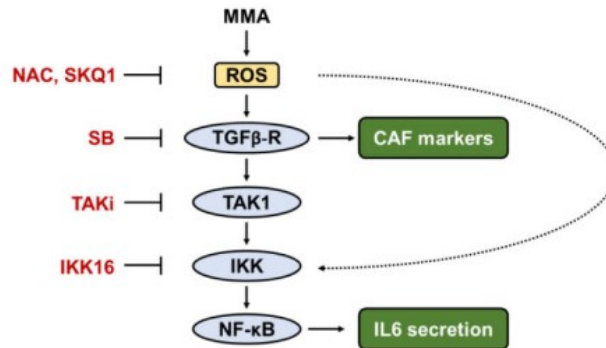 MMA
NAC, SKQ1
ROS
SB
TGFβ-R
CAF markers
TAKi
TAK1
IKK16
IKK
NF-κB
IL6 secretion